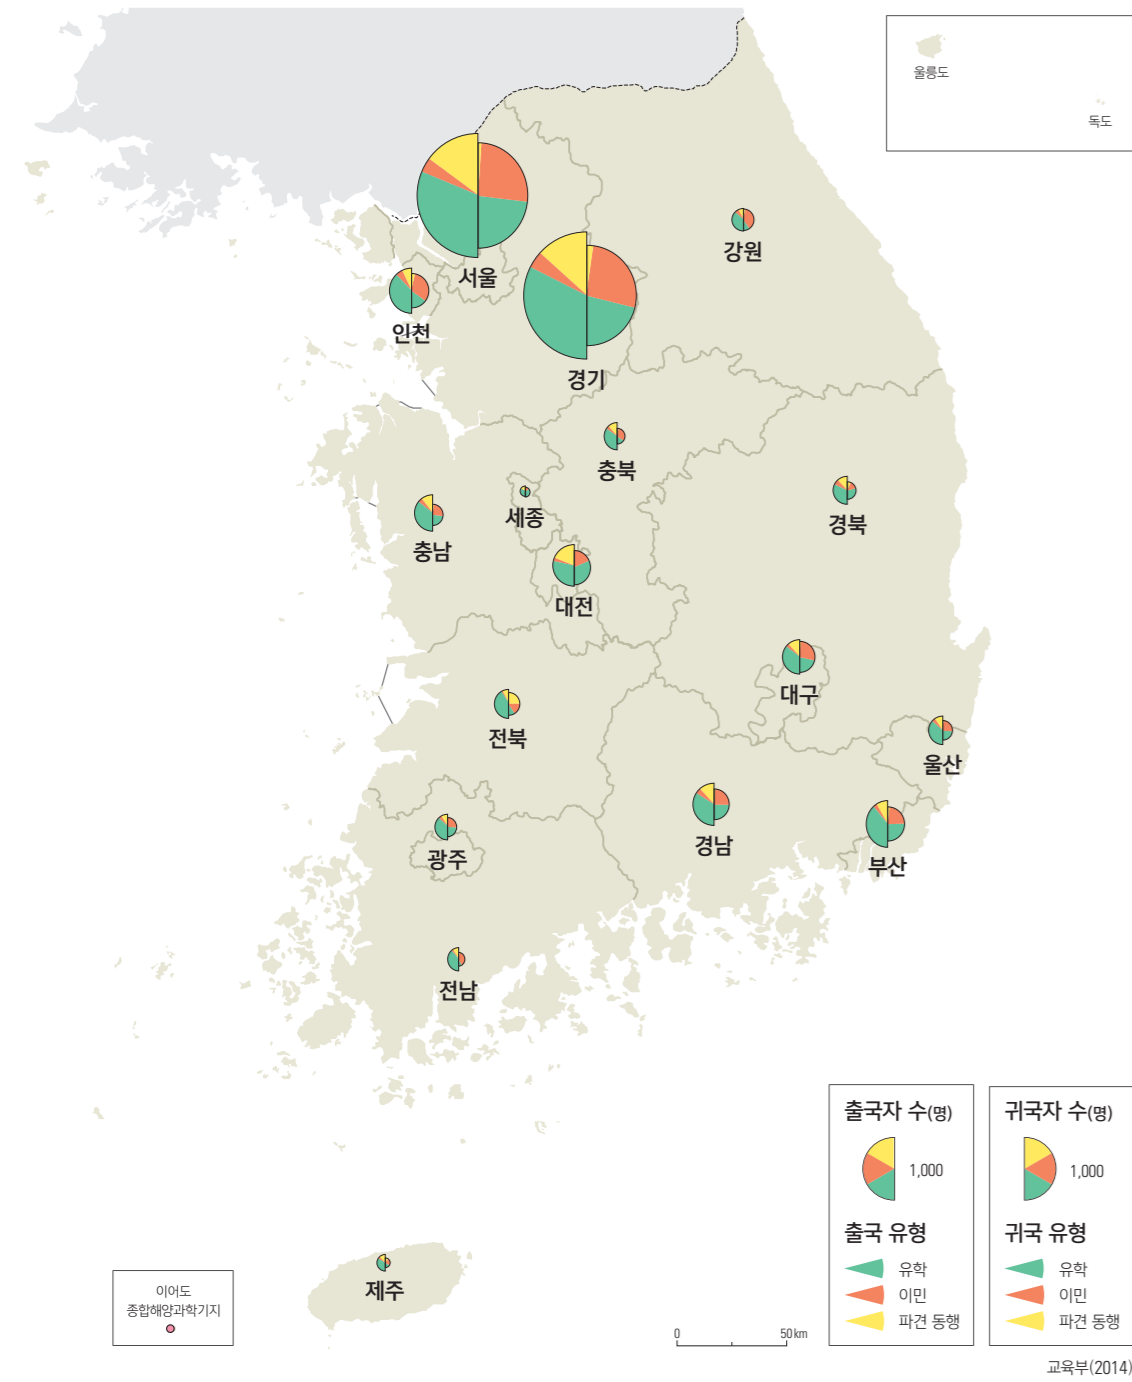 울릉도
독도
강원
서울
인천
경기
충북
세종
충남
경북
대전
대구
전북
울산
경남
광주
부산
전남
제주
이어도
종합해양과학기지
0 50 km
출국자 수(명)
1,000
출국 유형
유학
이민
파견 동행
귀국자 수(명)
1,000
귀국 유형
유학
이민
파견 동행
교육부(2014)